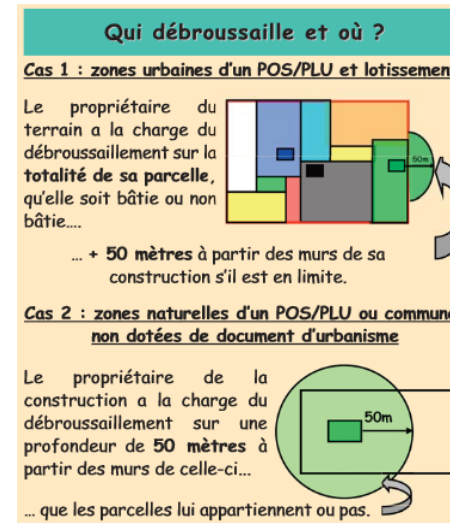 Qui débroussaille et où ?
Cas 1 : zones urbaines d'un POS/PLU et lotissemen
Le propriétaire du
terrain a la charge du
débroussaillement sur la
totalité de sa parcelle,
qu'elle soit bâtie ou non
bâtie....
50m
... + 50 mètres à partir des murs de sa
construction s'il est en limite.
Cas 2 : zones naturelles d'un POS/PLU ou commun
non dotées de document d'urbanisme
Le propriétaire de la
construction a la charge du
débroussaillement sur une
profondeur de 50 mètres à
partir des murs de celle-ci...
50m
... que les parcelles lui appartiennent ou pas.